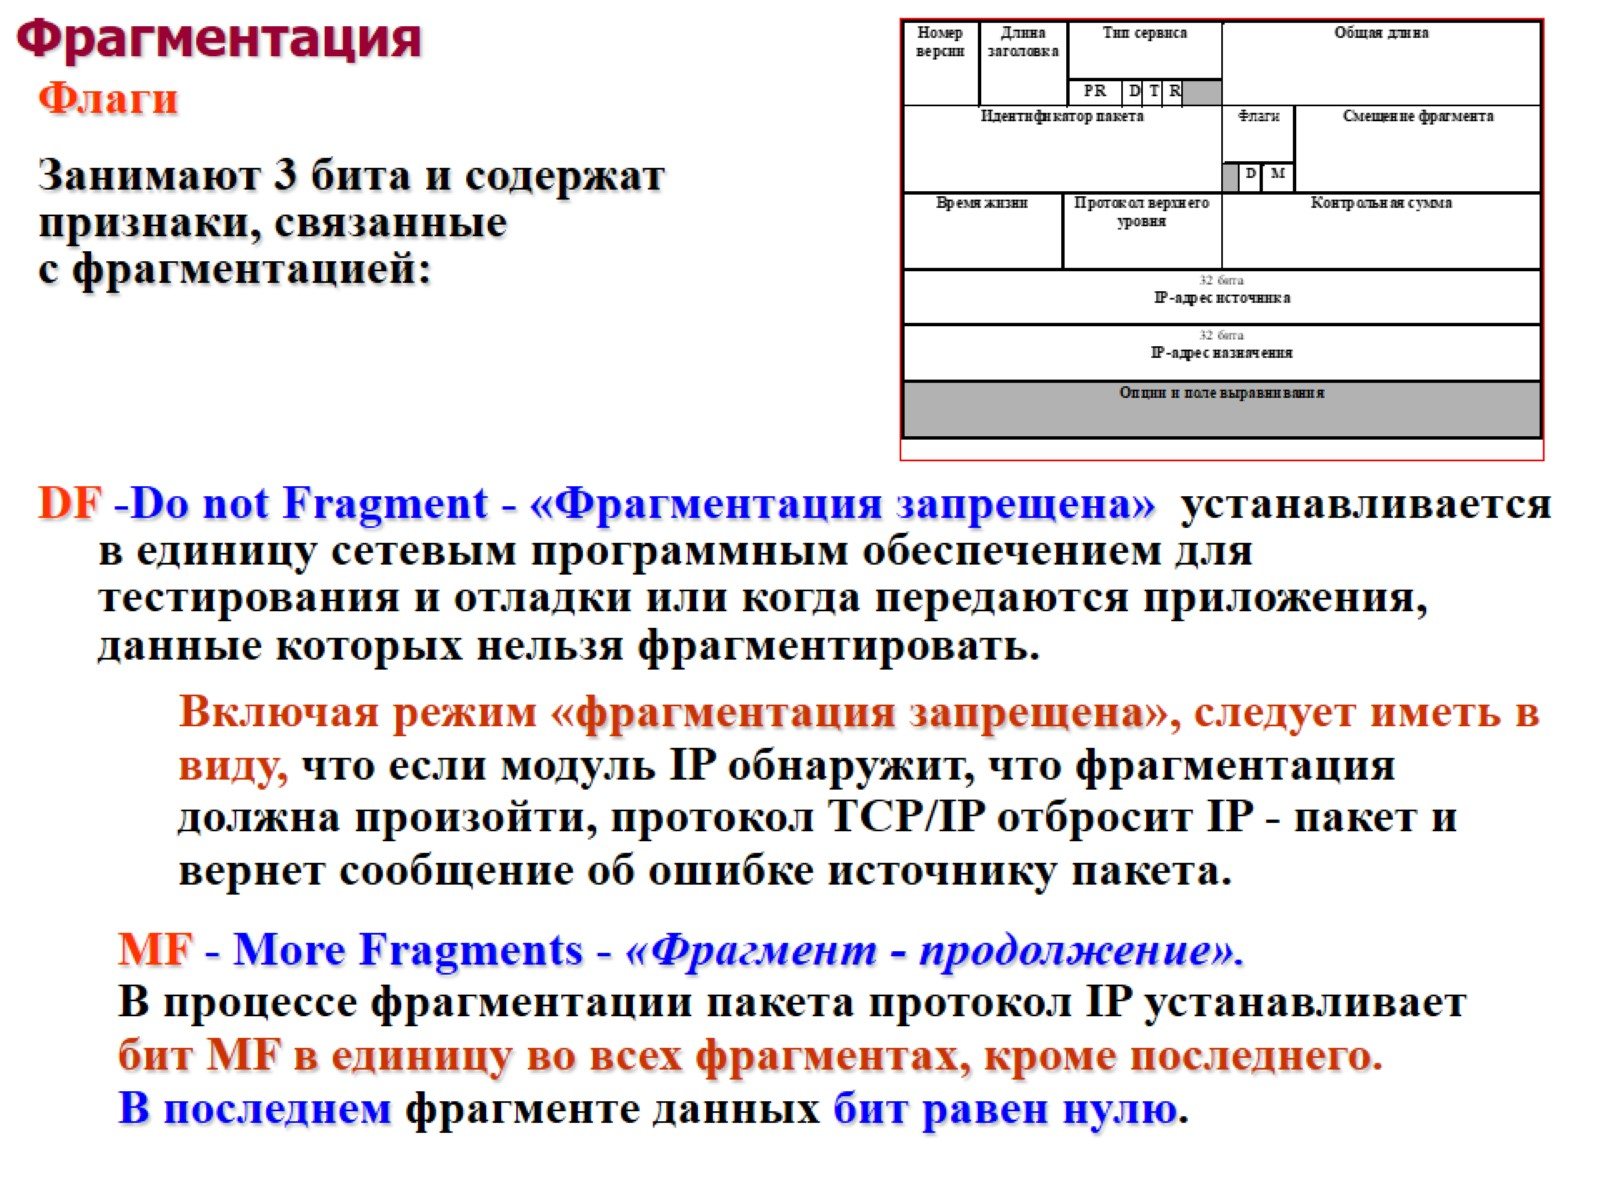 Фрагментация
Флаги
Занимают 3 бита и содержат
признаки, связанные
с фрагментацией:
Номер
версии
Длина
заголовка
Тип сервиса
Общая длина
PR D T R
Идентификатор пакета
Флаги
Смещение фрагмента
D M
Время жизни
Протокол верхнего
уровня
Контрольная сумма
32 бита
IP-адрес источника
32 бита
IP-адрес назначения
Опции и поле выравнивания
DF -Do not Fragment - «Фрагментация запрещена» устанавливается
в единицу сетевым программным обеспечением для
тестирования и отладки или когда передаются приложения,
данные которых нельзя фрагментировать.
Включая режим «фрагментация запрещена», следует иметь в
виду, что если модуль IP обнаружит, что фрагментация
должна произойти, протокол TCP/IP отбросит IP - пакет и
вернет сообщение об ошибке источнику пакета.
MF - More Fragments - «Фрагмент - продолжение».
В процессе фрагментации пакета протокол IP устанавливает
бит MF в единицу во всех фрагментах, кроме последнего.
В последнем фрагменте данных бит равен нулю.